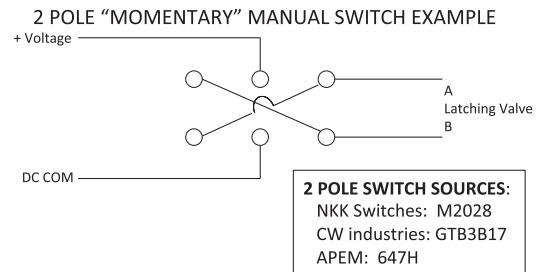 2 POLE “MOMENTARY” MANUAL SWITCH EXAMPLE
+ Voltage
A
Latching Valve
B
DC COM
2 POLE SWITCH SOURCES:
NKK Switches: M2028
CW industries: GTB3B17
APEM: 647H